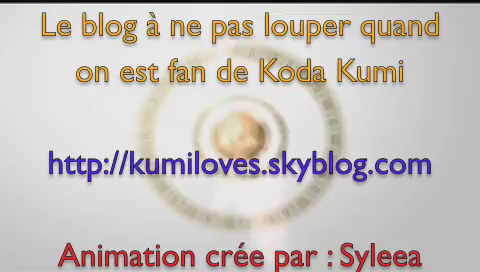 Le blog à ne pas louper quand
on est fan de Koda Kumi
http://kumiloves.skyblog.com
Animation crée par : Syleea